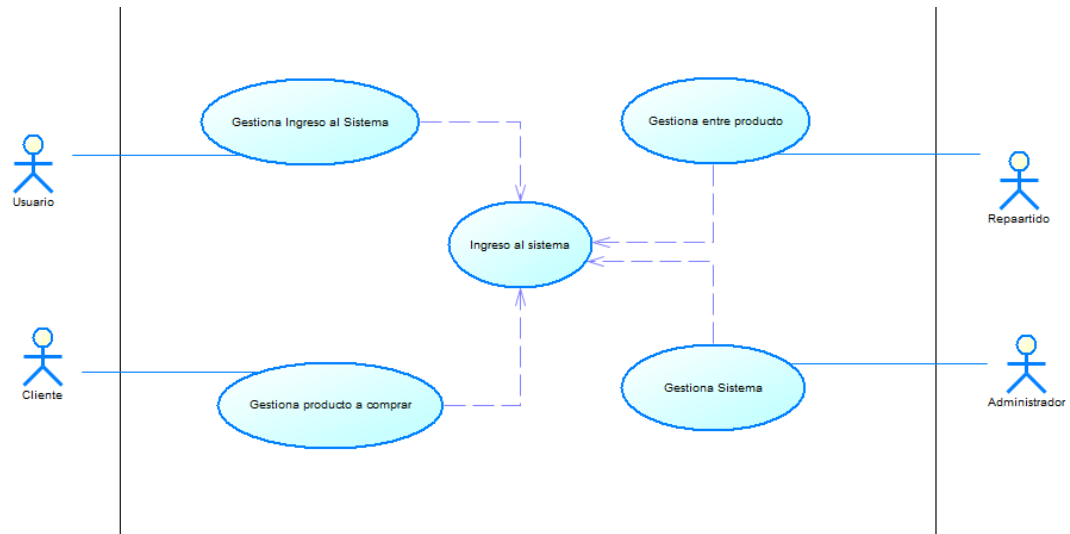 Gestiona Ingreso al Sistema
Gestiona entre producto
Usuario
Repaartido
Ingreso al sistema
Cliente
Gestiona producto a comprar
Gestiona Sistema
Administrador